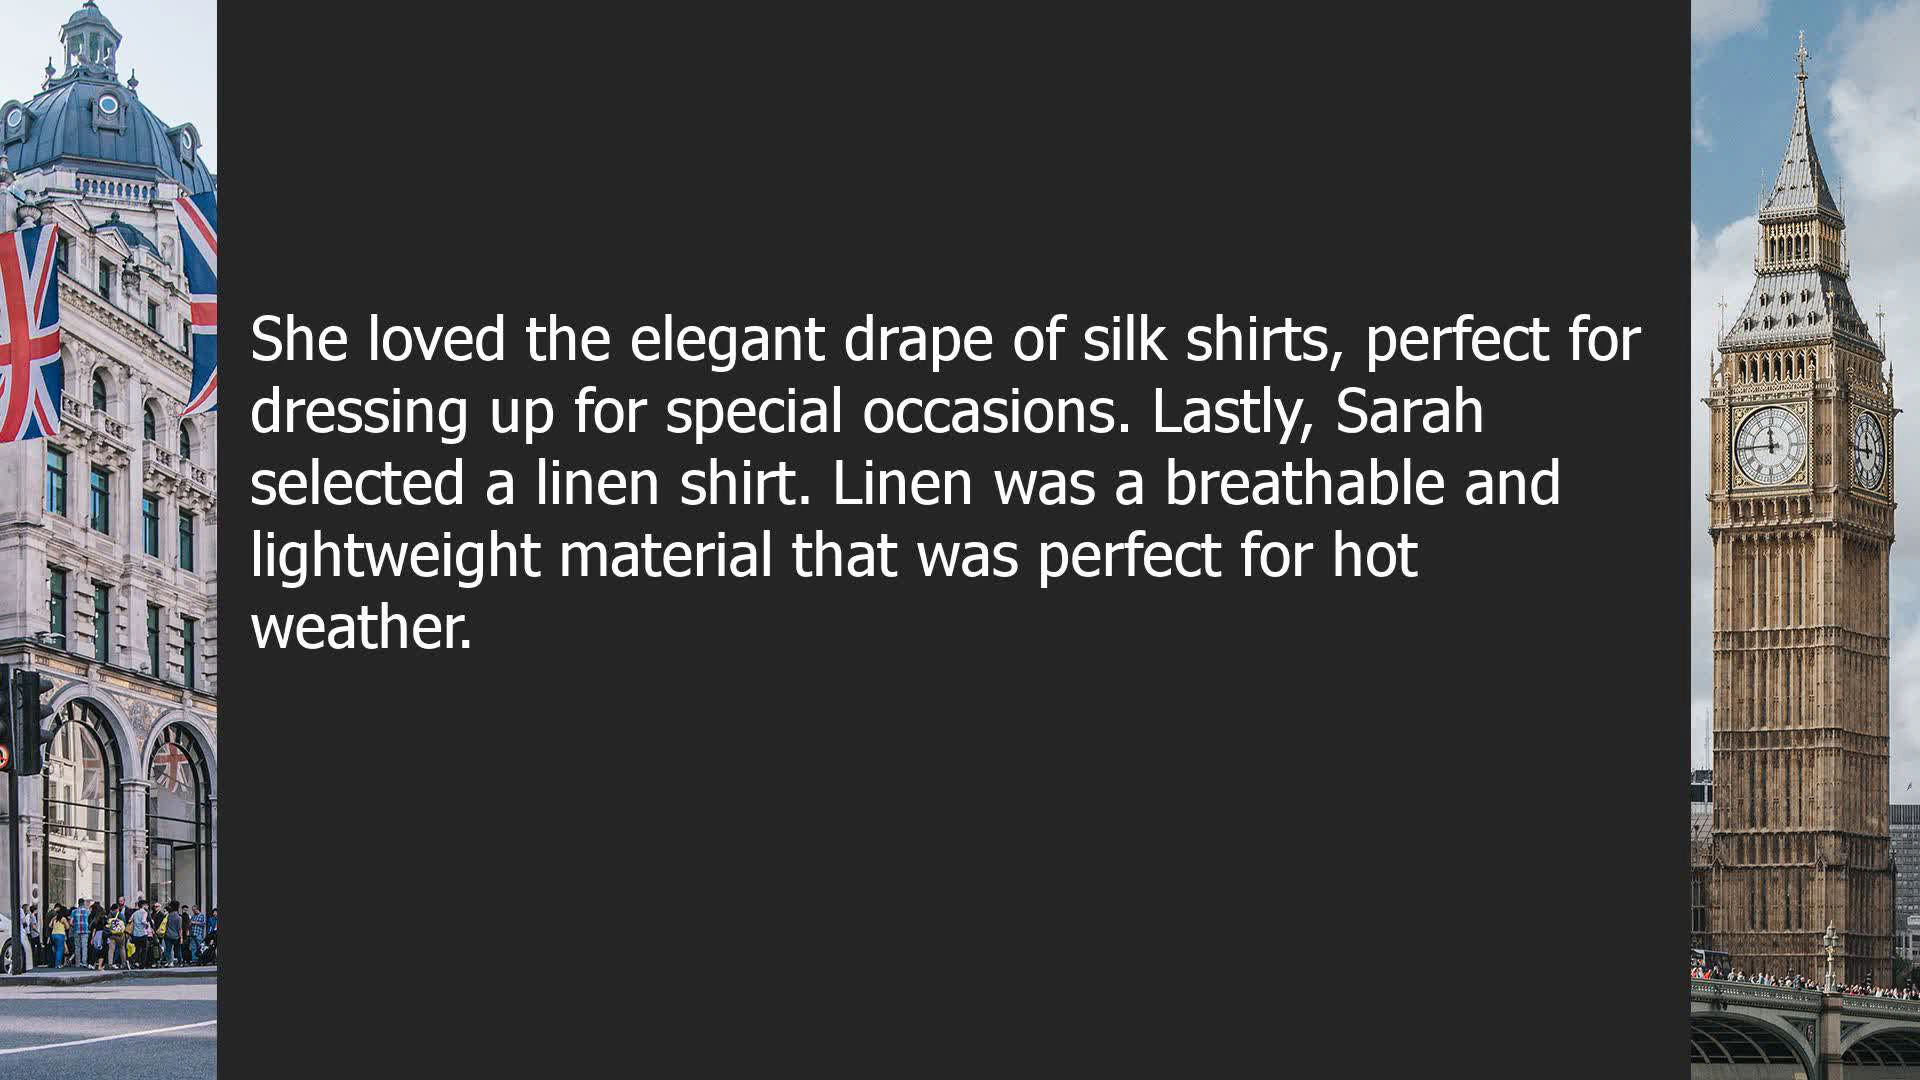 She loved the elegant drape of silk shirts, perfect for
dressing up for special occasions. Lastly, Sarah
selected a linen shirt. Linen was a breathable and
lightweight material that was perfect for hot
weather.